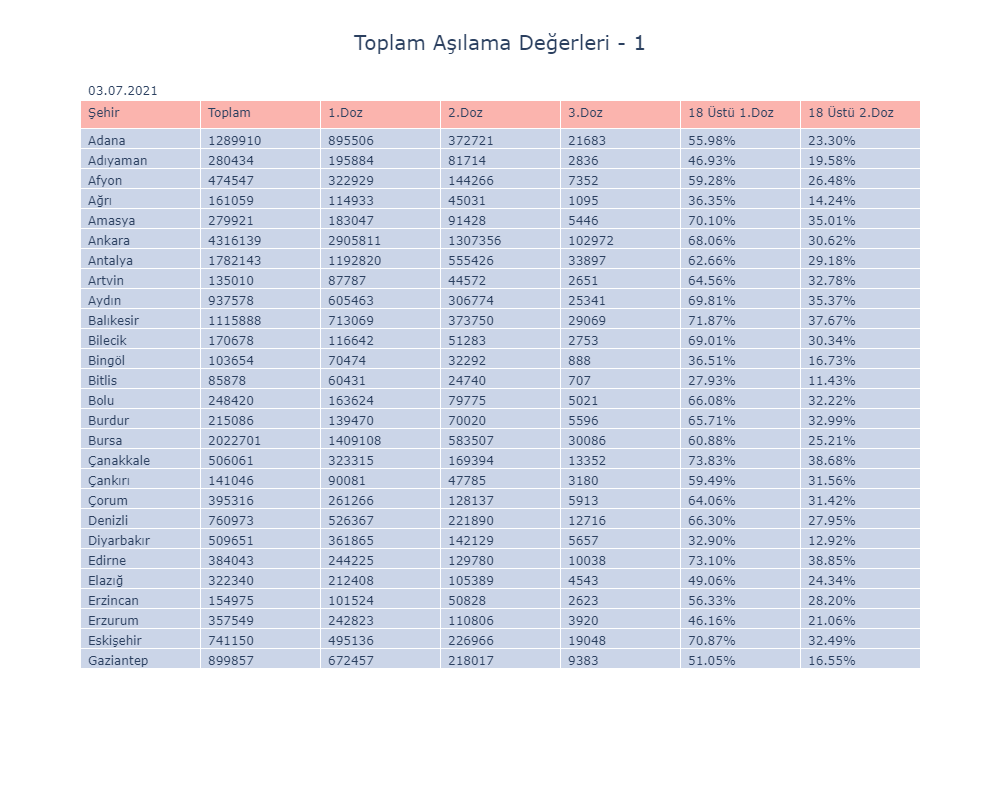 Toplam Aşılama Değerleri - 1
03.07.2021
Şehir Toplam 1.Doz 2.Doz 3.Doz 18 Üstü 1.Doz 18 Üstü 2.Doz
Adana 1289910 895506 372721 21683 55.98% 23.30%
Adıyaman 280434 195884 81714 2836 46.93% 19.58%
Afyon 474547 322929 144266 7352 59.28% 26.48%
Ağrı 161059 114933 45031 1095 36.35% 14.24%
Amasya 279921 183047 91428 5446 70.10% 35.01%
Ankara 4316139 2905811 1307356 102972 68.06% 30.62%
Antalya 1782143 1192820 555426 33897 62.66% 29.18%
Artvin 135010 87787 44572 2651 64.56% 32.78%
Aydın 937578 605463 306774 25341 69.81% 35.37%
Balıkesir 1115888 713069 373750 29069 71.87% 37.67%
Bilecik 170678 116642 51283 2753 69.01% 30.34%
Bingöl 103654 70474 32292 888 36.51% 16.73%
Bitlis 85878 60431 24740 707 27.93% 11.43%
Bolu 248420 163624 79775 5021 66.08% 32.22%
Burdur 215086 139470 70020 5596 65.71% 32.99%
Bursa 2022701 1409108 583507 30086 60.88% 25.21%
Çanakkale 506061 323315 169394 13352 73.83% 38.68%
Çankırı 141046 90081 47785 3180 59.49% 31.56%
Çorum 395316 261266 128137 5913 64.06% 31.42%
Denizli 760973 526367 221890 12716 66.30% 27.95%
Diyarbakır 509651 361865 142129 5657 32.90% 12.92%
Edirne 384043 244225 129780 10038 73.10% 38.85%
Elazığ 322340 212408 105389 4543 49.06% 24.34%
Erzincan 154975 101524 50828 2623 56.33% 28.20%
Erzurum 357549 242823 110806 3920 46.16% 21.06%
Eskişehir 741150 495136 226966 19048 70.87% 32.49%
Gaziantep 899857 672457 218017 9383 51.05% 16.55%